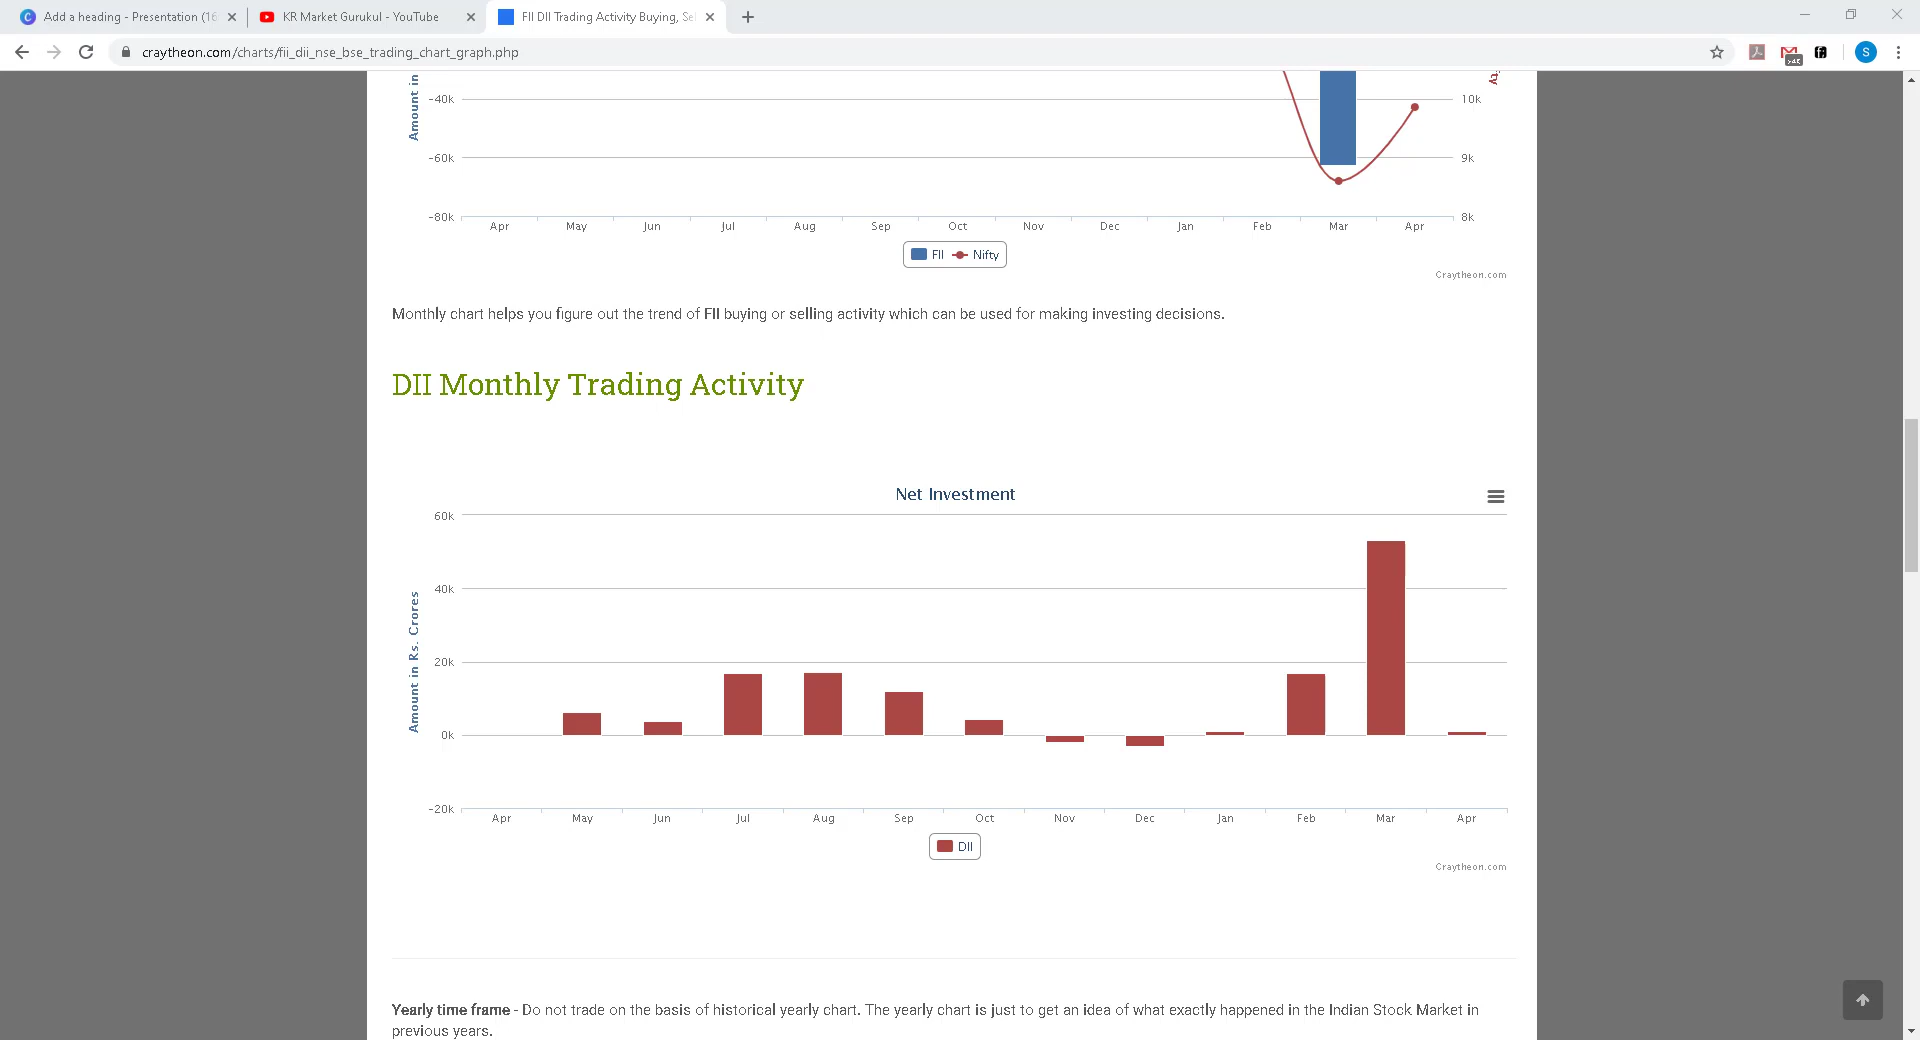 Add a heading - Presentation (16
KR Market Gurukul - YouTube
FII DII Trading Activity Buying, Sel
craytheon.com/charts/fii_dii_nse_bse_trading_chart_graph.php
S
Amount in
-40k
-60k
-80k
10k
9k
8k
Apr May Jun Jul Aug Sep Oct Nov Dec Jan Feb Mar Apr
FII Nifty
Craytheon.com
Monthly chart helps you figure out the trend of FII buying or selling activity which can be used for making investing decisions.
DII Monthly Trading Activity
Net Investment
Amount in Rs. Crores
60k
40k
20k
0k
-20k
Apr May Jun Jul Aug Sep Oct Nov Dec Jan Feb Mar Apr
DII
Craytheon.com
Yearly time frame - Do not trade on the basis of historical yearly chart. The yearly chart is just to get an idea of what exactly happened in the Indian Stock Market in
previous years.